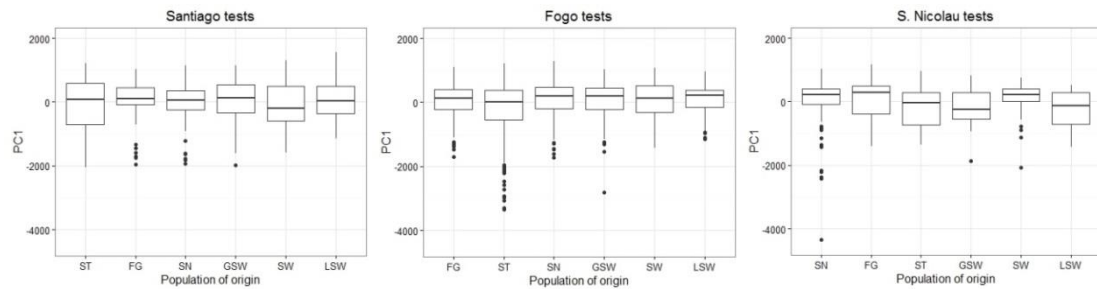 Santiago tests
2000
0
-2000
-4000
PC1
ST FG SN GSW SW LSW
Population of origin
Fogo tests
2000
0
-2000
-4000
PC1
FG ST SN GSW SW LSW
Population of origin
S. Nicolau tests
2000
0
-2000
-4000
PC1
SN FG ST GSW SW LSW
Population of origin